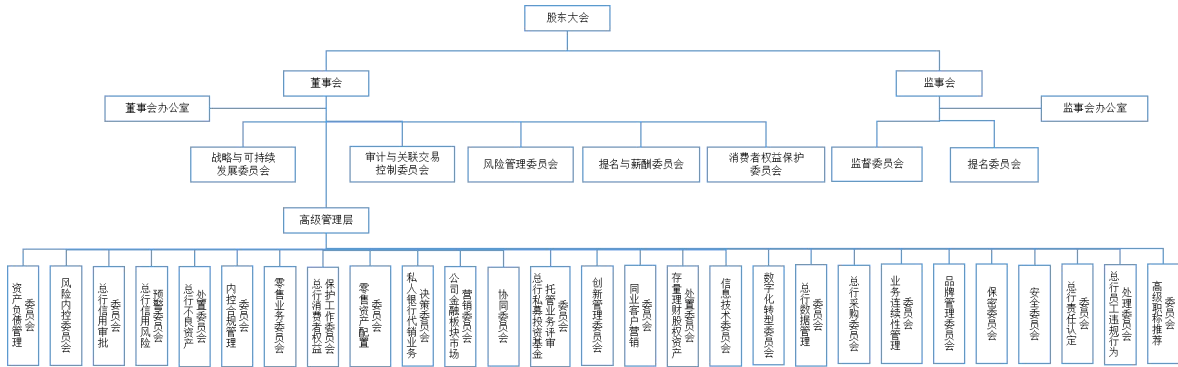 股东大会
董事会
监事会
董事会办公室
监事会办公室
战略与可持续
发展委员会
审计与关联交易
控制委员会
风险管理委员会
提名与薪酬委员会
消费者权益保护
委员会
监督委员会
提名委员会
高级管理层
资产负债管理
委员会
风险内控委员会
总行信用审批
委员会
总行信用风险
预警委员会
总行不良资产
处置委员会
内控合规管理
委员会
零售业务委员会
总行消费者权益
保护工作委员会
零售资产配置
委员会
私人银行代销业务
决策委员会
公司金融板块市场
营销委员会
协同委员会
总行私募投资基金
托管业务评审
委员会
创新管理委员会
同业客户营销
委员会
存量理财股权资产
处置委员会
信息技术委员会
数字化转型委员会
总行数据管理
委员会
总行采购委员会
业务连续性管理
委员会
品牌管理委员会
保密委员会
安全委员会
总行责任认定
委员会
总行员工违规行为
处理委员会
高级职称推荐
委员会